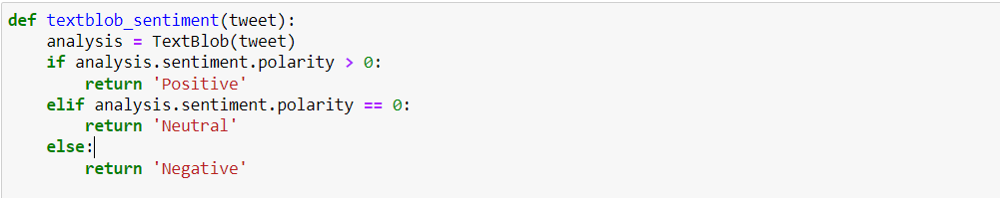 def textblob_sentiment(tweet):
    analysis = TextBlob(tweet)
    if analysis.sentiment.polarity > 0:
        return 'Positive'
    elif analysis.sentiment.polarity == 0:
        return 'Neutral'
    else:
        return 'Negative'